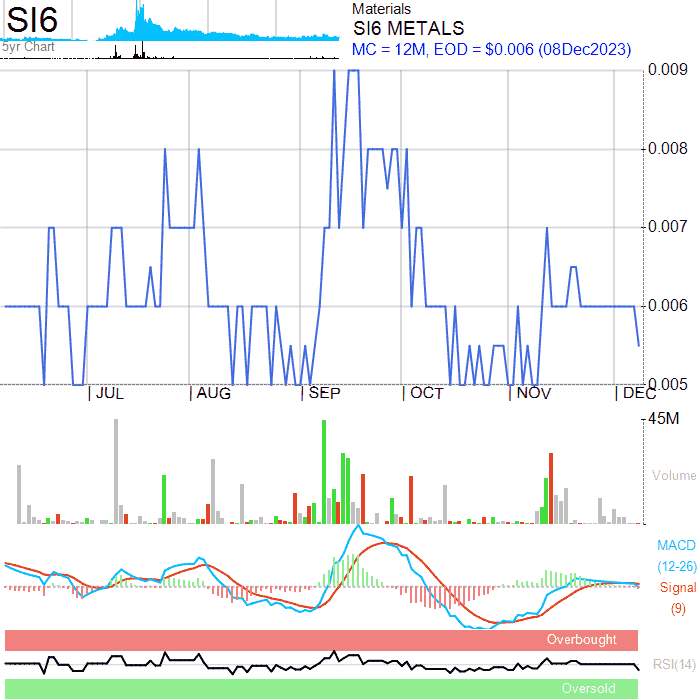 SI6
5yr Chart
Materials
SI6 METALS
MC = 12M, EOD = $0.006 (08Dec2023)
0.009
0.008
0.007
0.006
0.005
JUL AUG SEP OCT NOV DEC
45M
Volume
MACD
(12-26)
Signal
(9)
Overbought
RSI(14)
Oversold